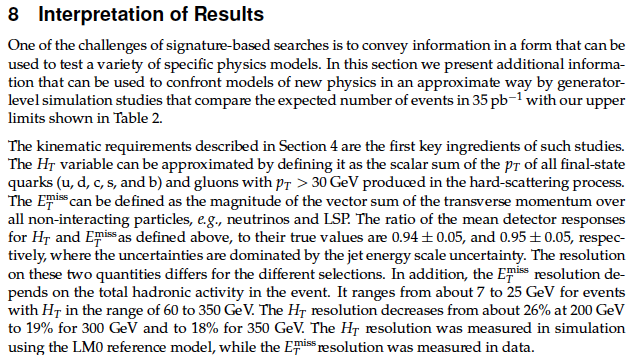 8 Interpretation of Results
One of the challenges of signature-based searches is to convey information in a form that can be
used to test a variety of specific physics models. In this section we present additional informa-
tion that can be used to confront models of new physics in an approximate way by generator-
level simulation studies that compare the expected number of events in 35 pb⁻¹ with our upper
limits shown in Table 2.
The kinematic requirements described in Section 4 are the first key ingredients of such studies.
The H_T variable can be approximated by defining it as the scalar sum of the p_T of all final-state
quarks (u, d, c, s, and b) and gluons with p_T > 30 GeV produced in the hard-scattering process.
The E_T^miss can be defined as the magnitude of the vector sum of the transverse momentum over
all non-interacting particles, e.g., neutrinos and LSP. The ratio of the mean detector responses
for H_T and E_T^miss as defined above, to their true values are 0.94 ± 0.05, and 0.95 ± 0.05, respec-
tively, where the uncertainties are dominated by the jet energy scale uncertainty. The resolution
on these two quantities differs for the different selections. In addition, the E_T^miss resolution de-
pends on the total hadronic activity in the event. It ranges from about 7 to 25 GeV for events
with H_T in the range of 60 to 350 GeV. The H_T resolution decreases from about 26% at 200 GeV
to 19% for 300 GeV and to 18% for 350 GeV. The H_T resolution was measured in simulation
using the LM0 reference model, while the E_T^miss resolution was measured in data.